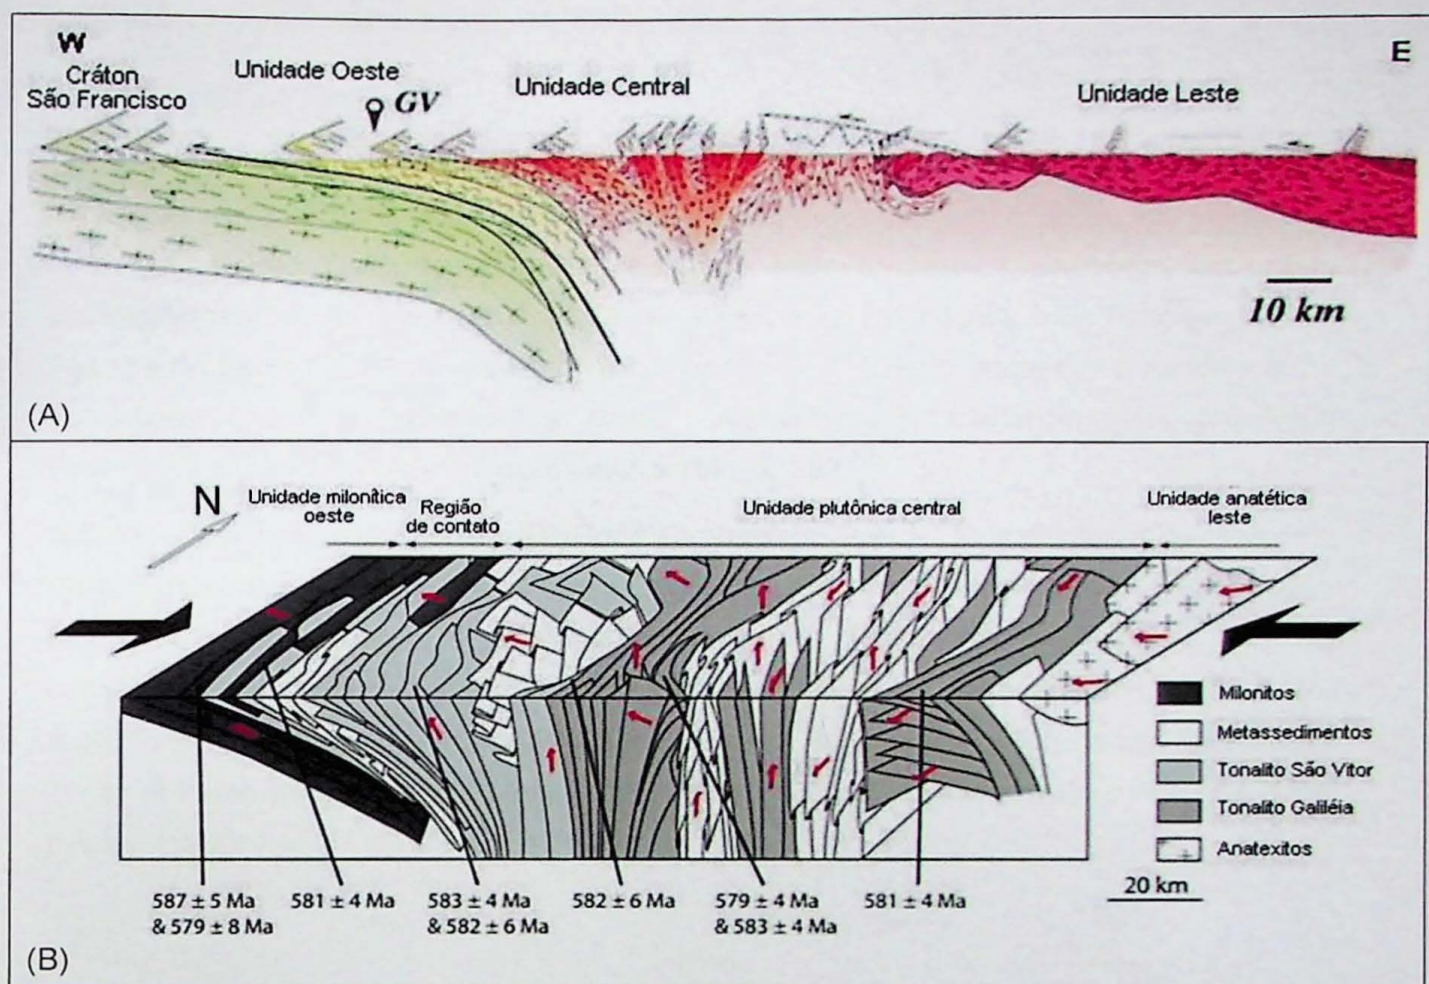 W
E
Cráton
São Francisco
Unidade Oeste
GV
Unidade Central
Unidade Leste
10 km
(A)
N
Unidade milonítica
oeste
Região
de contato
Unidade plutônica central
Unidade anatética
leste
Milonitos
Metassedimentos
Tonalito São Vitor
Tonalito Galiléia
Anatexitos
20 km
587 ± 5 Ma
& 579 ± 8 Ma
581 ± 4 Ma
583 ± 4 Ma
& 582 ± 6 Ma
582 ± 6 Ma
579 ± 4 Ma
& 583 ± 4 Ma
581 ± 4 Ma
(B)